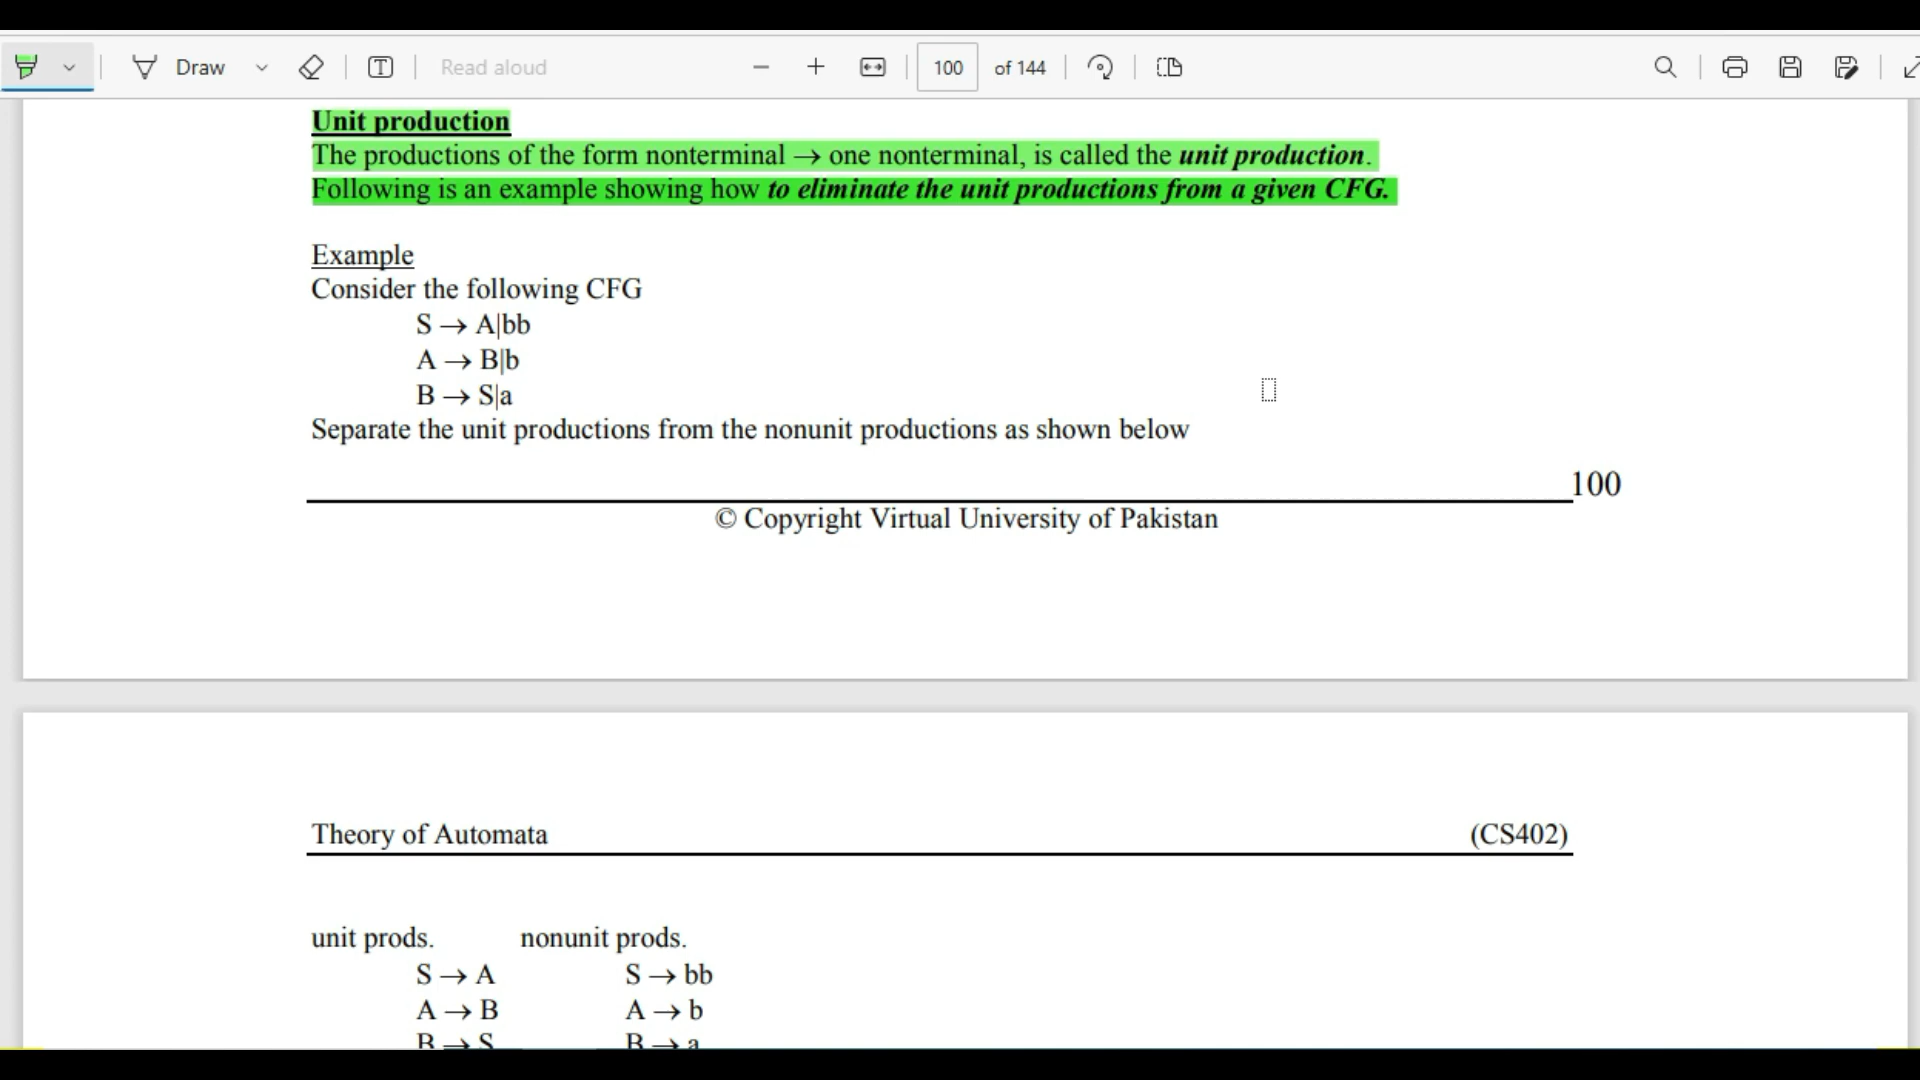 Draw
Read aloud
100
of 144
Unit production
The productions of the form nonterminal → one nonterminal, is called the unit production.
Following is an example showing how to eliminate the unit productions from a given CFG.
Example
Consider the following CFG
S → A|bb
A → B|b
B → S|a
Separate the unit productions from the nonunit productions as shown below
100
© Copyright Virtual University of Pakistan
Theory of Automata (CS402)
unit prods. nonunit prods.
S → A S → bb
A → B A → b
B → S B → a